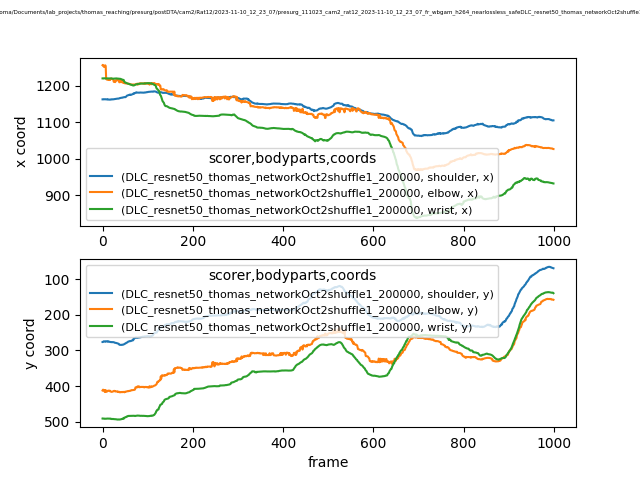 oma/Documents/lab_projects/thomas_reaching/presurg/postDTA/cam2/Rat12/2023-11-10_12_23_07/presurg_111023_cam2_rat12_2023-11-10_12_23_07_fr_wbgam_h264_nearlossless_safeDLC_resnet50_thomas_networkOct2shuffle
1200
1100
1000
900
x coord
scorer,bodyparts,coords
(DLC_resnet50_thomas_networkOct2shuffle1_200000, shoulder, x)
(DLC_resnet50_thomas_networkOct2shuffle1_200000, elbow, x)
(DLC_resnet50_thomas_networkOct2shuffle1_200000, wrist, x)
0 200 400 600 800 1000
100
200
300
400
500
y coord
scorer,bodyparts,coords
(DLC_resnet50_thomas_networkOct2shuffle1_200000, shoulder, y)
(DLC_resnet50_thomas_networkOct2shuffle1_200000, elbow, y)
(DLC_resnet50_thomas_networkOct2shuffle1_200000, wrist, y)
0 200 400 600 800 1000
frame